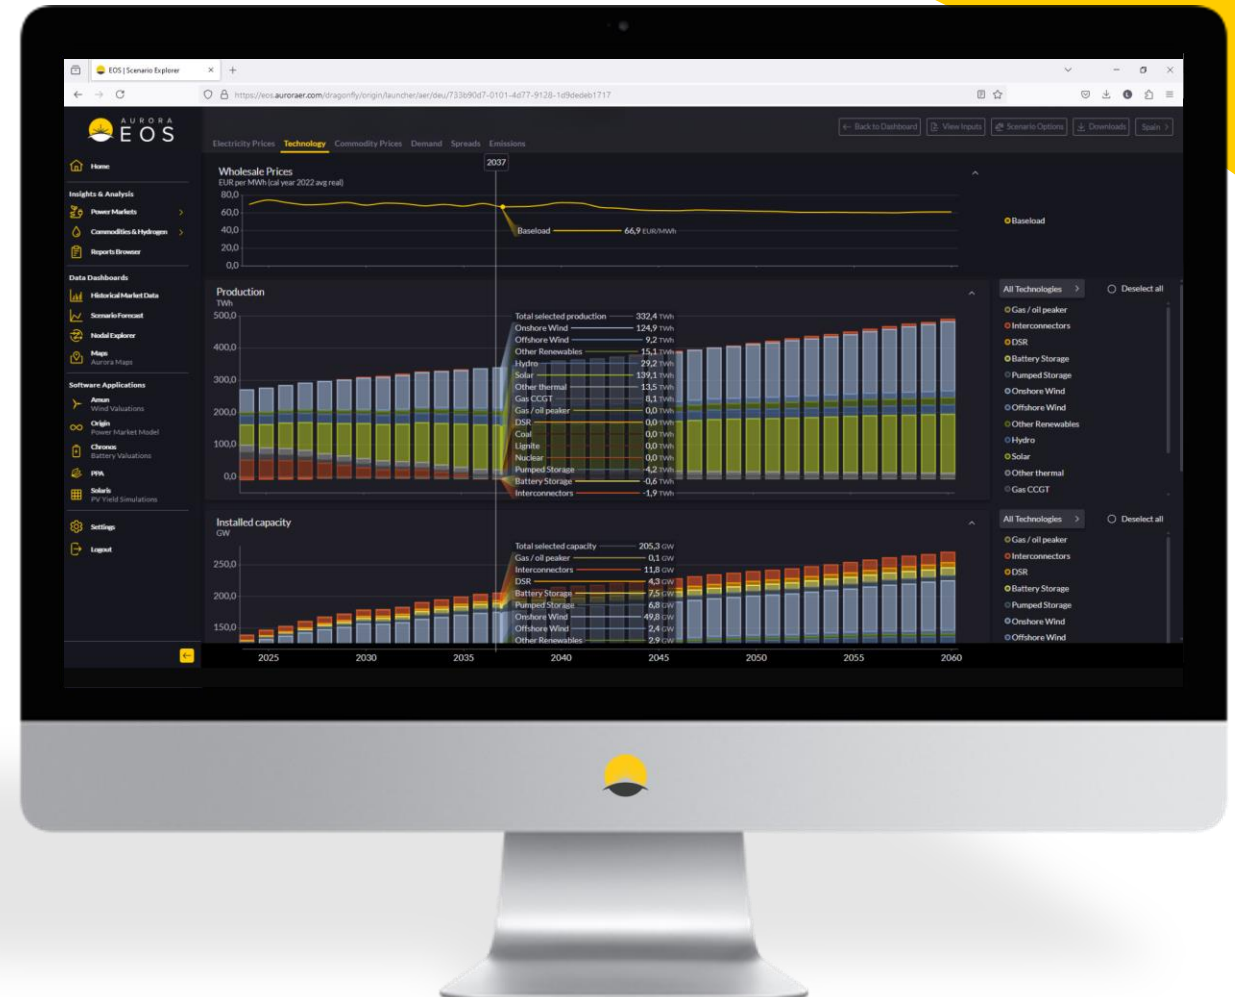 EOS | Scenario Explorer
https://eos.auroraer.com/dragonfly/origin/launcher/aer/deu/733b90d7-0101-4d77-9128-1d9dedeb1717
AURORA
EOS
Back to Dashboard
View Inputs
Scenario Options
Downloads
Spain
Electricity Prices Technology Commodity Prices Demand Spreads Emissions
Home
Insights & Analysis
Power Markets
Commodities & Hydrogen
Reports Browser
Data Dashboards
Historical Market Data
Scenario Forecast
Nodal Explorer
Maps
Aurora Maps
Software Applications
Amun
Wind Valuations
Origin
Power Market Model
Chronos
Battery Valuations
PPA
Solaris
PV Yield Simulations
Settings
Logout
2037
Wholesale Prices
EUR per MWh (cal year 2022 avg real)
80,0
60,0
40,0
20,0
0,0
Baseload 66,9 EUR/MWh
Baseload
Production
TWh
500,0
400,0
300,0
200,0
100,0
0,0
Total selected production 332,4 TWh
Onshore Wind 124,9 TWh
Offshore Wind 9,2 TWh
Other Renewables 15,1 TWh
Hydro 29,2 TWh
Solar 139,1 TWh
Other thermal 13,5 TWh
Gas CCGT 8,1 TWh
Gas / oil peaker 0,0 TWh
DSR 0,0 TWh
Coal 0,0 TWh
Lignite 0,0 TWh
Nuclear 0,0 TWh
Pumped Storage -4,2 TWh
Battery Storage -0,6 TWh
Interconnectors -1,9 TWh
All Technologies
Deselect all
Gas / oil peaker
Interconnectors
DSR
Battery Storage
Pumped Storage
Onshore Wind
Offshore Wind
Other Renewables
Hydro
Solar
Other thermal
Gas CCGT
Installed capacity
GW
250,0
200,0
150,0
Total selected capacity 205,3 GW
Gas / oil peaker 0,1 GW
Interconnectors 11,8 GW
DSR 4,3 GW
Battery Storage 7,5 GW
Pumped Storage 6,8 GW
Onshore Wind 49,8 GW
Offshore Wind 2,4 GW
Other Renewables 2,9 GW
All Technologies
Deselect all
Gas / oil peaker
Interconnectors
DSR
Battery Storage
Pumped Storage
Onshore Wind
Offshore Wind
2025 2030 2035 2040 2045 2050 2055 2060